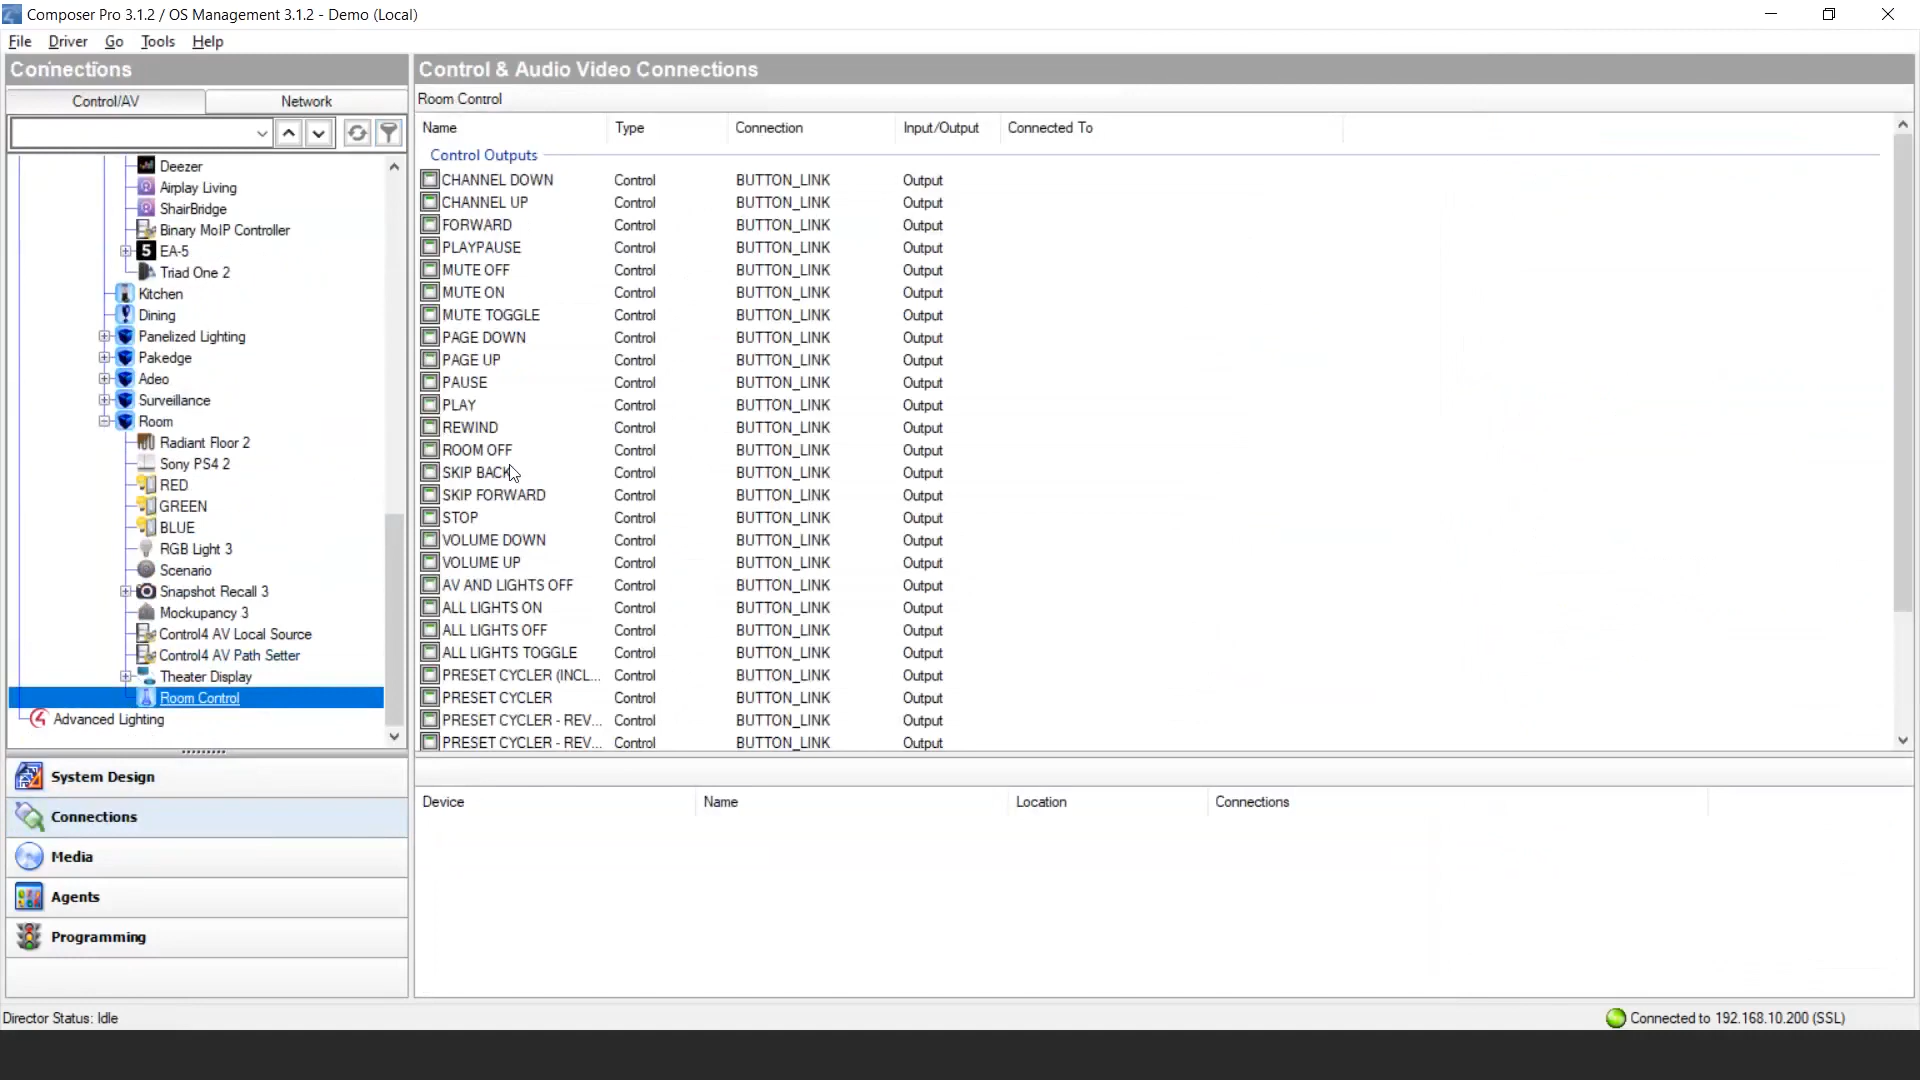 Composer Pro 3.1.2 / OS Management 3.1.2 - Demo (Local)
File Driver Go Tools Help
Connections
Control/AV Network
Deezer
Airplay Living
ShairBridge
Binary MoIP Controller
5 EA-5
Triad One 2
Kitchen
Dining
Panelized Lighting
Pakedge
Adeo
Surveillance
Room
Radiant Floor 2
Sony PS4 2
RED
GREEN
BLUE
RGB Light 3
Scenario
Snapshot Recall 3
Mockupancy 3
Control4 AV Local Source
Control4 AV Path Setter
Theater Display
Room Control
Advanced Lighting
System Design
Connections
Media
Agents
Programming
Control & Audio Video Connections
Room Control
Name Type Connection Input/Output Connected To
Control Outputs
CHANNEL DOWN Control BUTTON_LINK Output
CHANNEL UP Control BUTTON_LINK Output
FORWARD Control BUTTON_LINK Output
PLAYPAUSE Control BUTTON_LINK Output
MUTE OFF Control BUTTON_LINK Output
MUTE ON Control BUTTON_LINK Output
MUTE TOGGLE Control BUTTON_LINK Output
PAGE DOWN Control BUTTON_LINK Output
PAGE UP Control BUTTON_LINK Output
PAUSE Control BUTTON_LINK Output
PLAY Control BUTTON_LINK Output
REWIND Control BUTTON_LINK Output
ROOM OFF Control BUTTON_LINK Output
SKIP BACK Control BUTTON_LINK Output
SKIP FORWARD Control BUTTON_LINK Output
STOP Control BUTTON_LINK Output
VOLUME DOWN Control BUTTON_LINK Output
VOLUME UP Control BUTTON_LINK Output
AV AND LIGHTS OFF Control BUTTON_LINK Output
ALL LIGHTS ON Control BUTTON_LINK Output
ALL LIGHTS OFF Control BUTTON_LINK Output
ALL LIGHTS TOGGLE Control BUTTON_LINK Output
PRESET CYCLER (INCL... Control BUTTON_LINK Output
PRESET CYCLER Control BUTTON_LINK Output
PRESET CYCLER - REV... Control BUTTON_LINK Output
PRESET CYCLER - REV... Control BUTTON_LINK Output
Device Name Location Connections
Director Status: Idle
Connected to 192.168.10.200 (SSL)